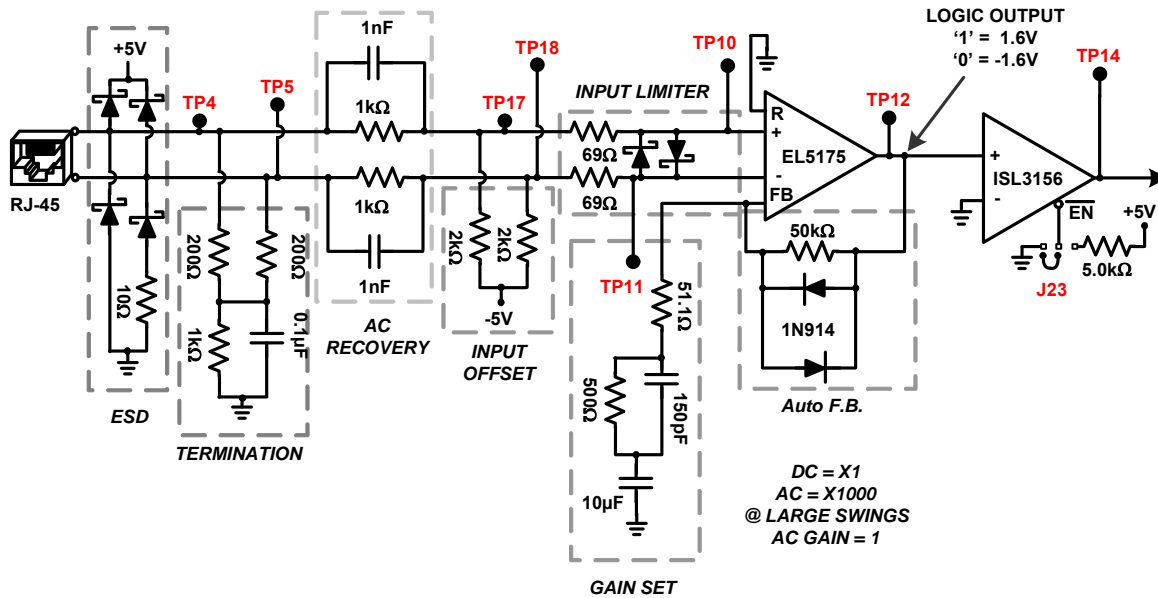 LOGIC OUTPUT
‘1’ = 1.6V
‘0’ = -1.6V
+5V
1nF
TP18
TP10
TP14
TP4
TP5
TP17
INPUT LIMITER
TP12
1kΩ
69Ω
R
+
-
FB
EL5175
+
-
ISL3156
EN
RJ-45
1kΩ
69Ω
+5V
200Ω
200Ω
2kΩ
2kΩ
50kΩ
5.0kΩ
10Ω
1nF
TP11
J23
1kΩ
0.1µF
AC
RECOVERY
-5V
51.1Ω
1N914
INPUT
OFFSET
500Ω
150pF
Auto F.B.
ESD
TERMINATION
10µF
DC = X1
AC = X1000
@ LARGE SWINGS
AC GAIN = 1
GAIN SET